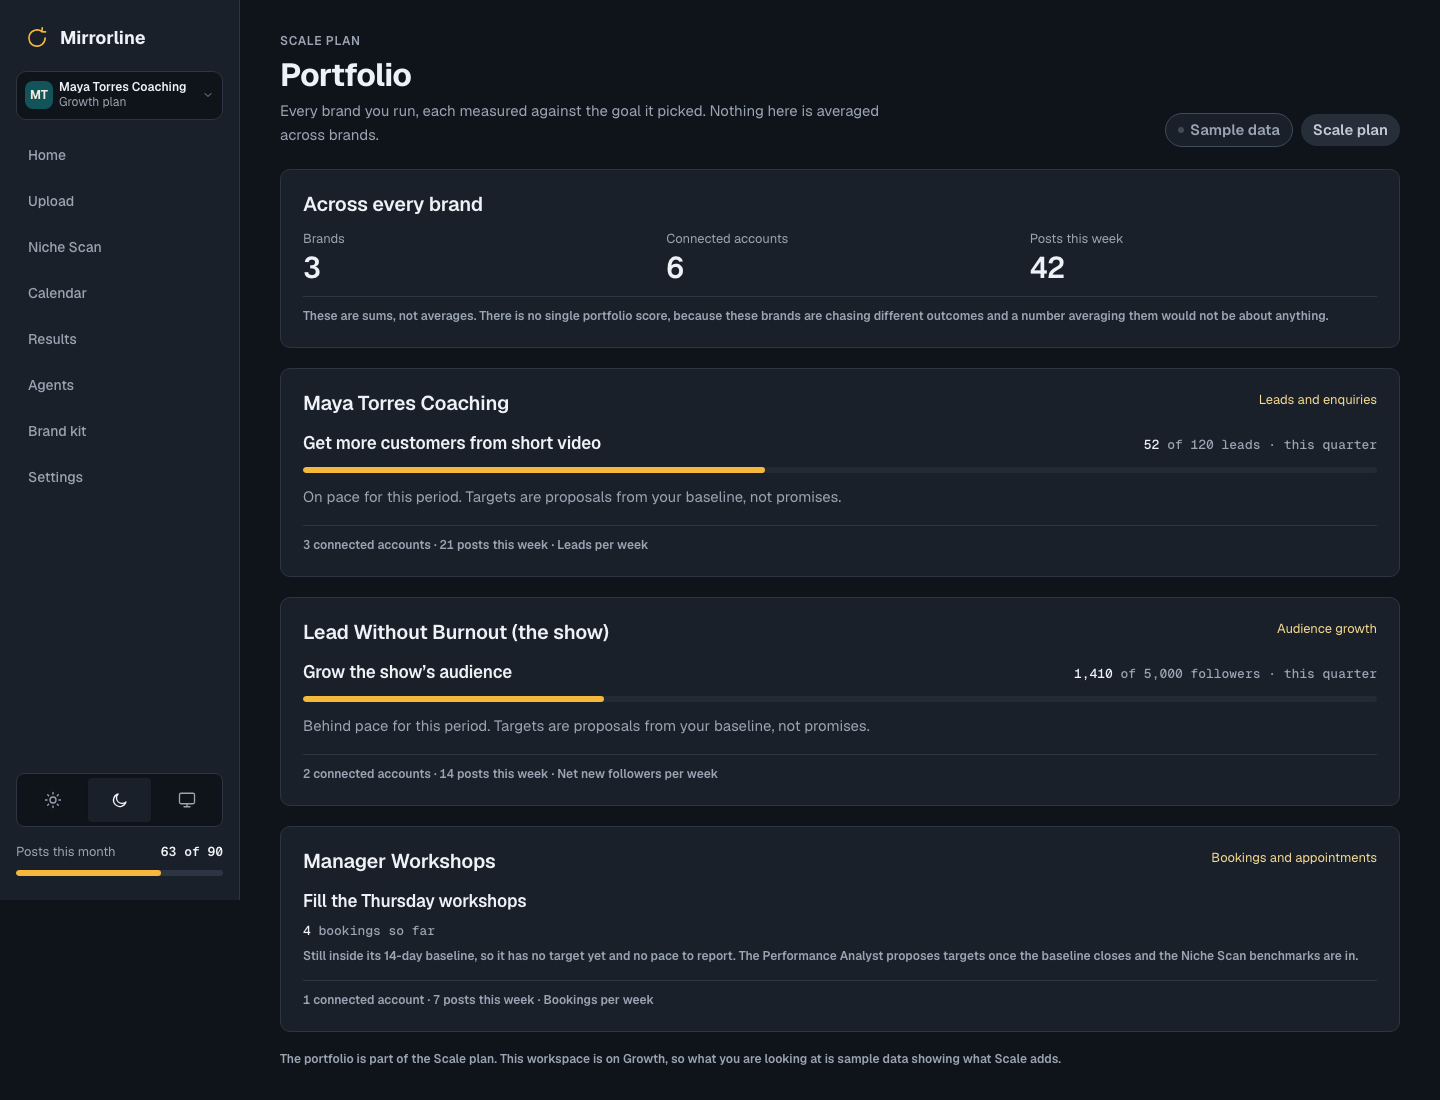 Mirrorline
MT
Maya Torres Coaching
Growth plan
Home
Upload
Niche Scan
Calendar
Results
Agents
Brand kit
Settings
Posts this month
63 of 90
SCALE PLAN
Portfolio
Every brand you run, each measured against the goal it picked. Nothing here is averaged
across brands.
Sample data
Scale plan
Across every brand
Brands
3
Connected accounts
6
Posts this week
42
These are sums, not averages. There is no single portfolio score, because these brands are chasing different outcomes and a number averaging them would not be about anything.
Maya Torres Coaching
Leads and enquiries
Get more customers from short video
52 of 120 leads · this quarter
On pace for this period. Targets are proposals from your baseline, not promises.
3 connected accounts · 21 posts this week · Leads per week
Lead Without Burnout (the show)
Audience growth
Grow the show’s audience
1,410 of 5,000 followers · this quarter
Behind pace for this period. Targets are proposals from your baseline, not promises.
2 connected accounts · 14 posts this week · Net new followers per week
Manager Workshops
Bookings and appointments
Fill the Thursday workshops
4 bookings so far
Still inside its 14-day baseline, so it has no target yet and no pace to report. The Performance Analyst proposes targets once the baseline closes and the Niche Scan benchmarks are in.
1 connected account · 7 posts this week · Bookings per week
The portfolio is part of the Scale plan. This workspace is on Growth, so what you are looking at is sample data showing what Scale adds.